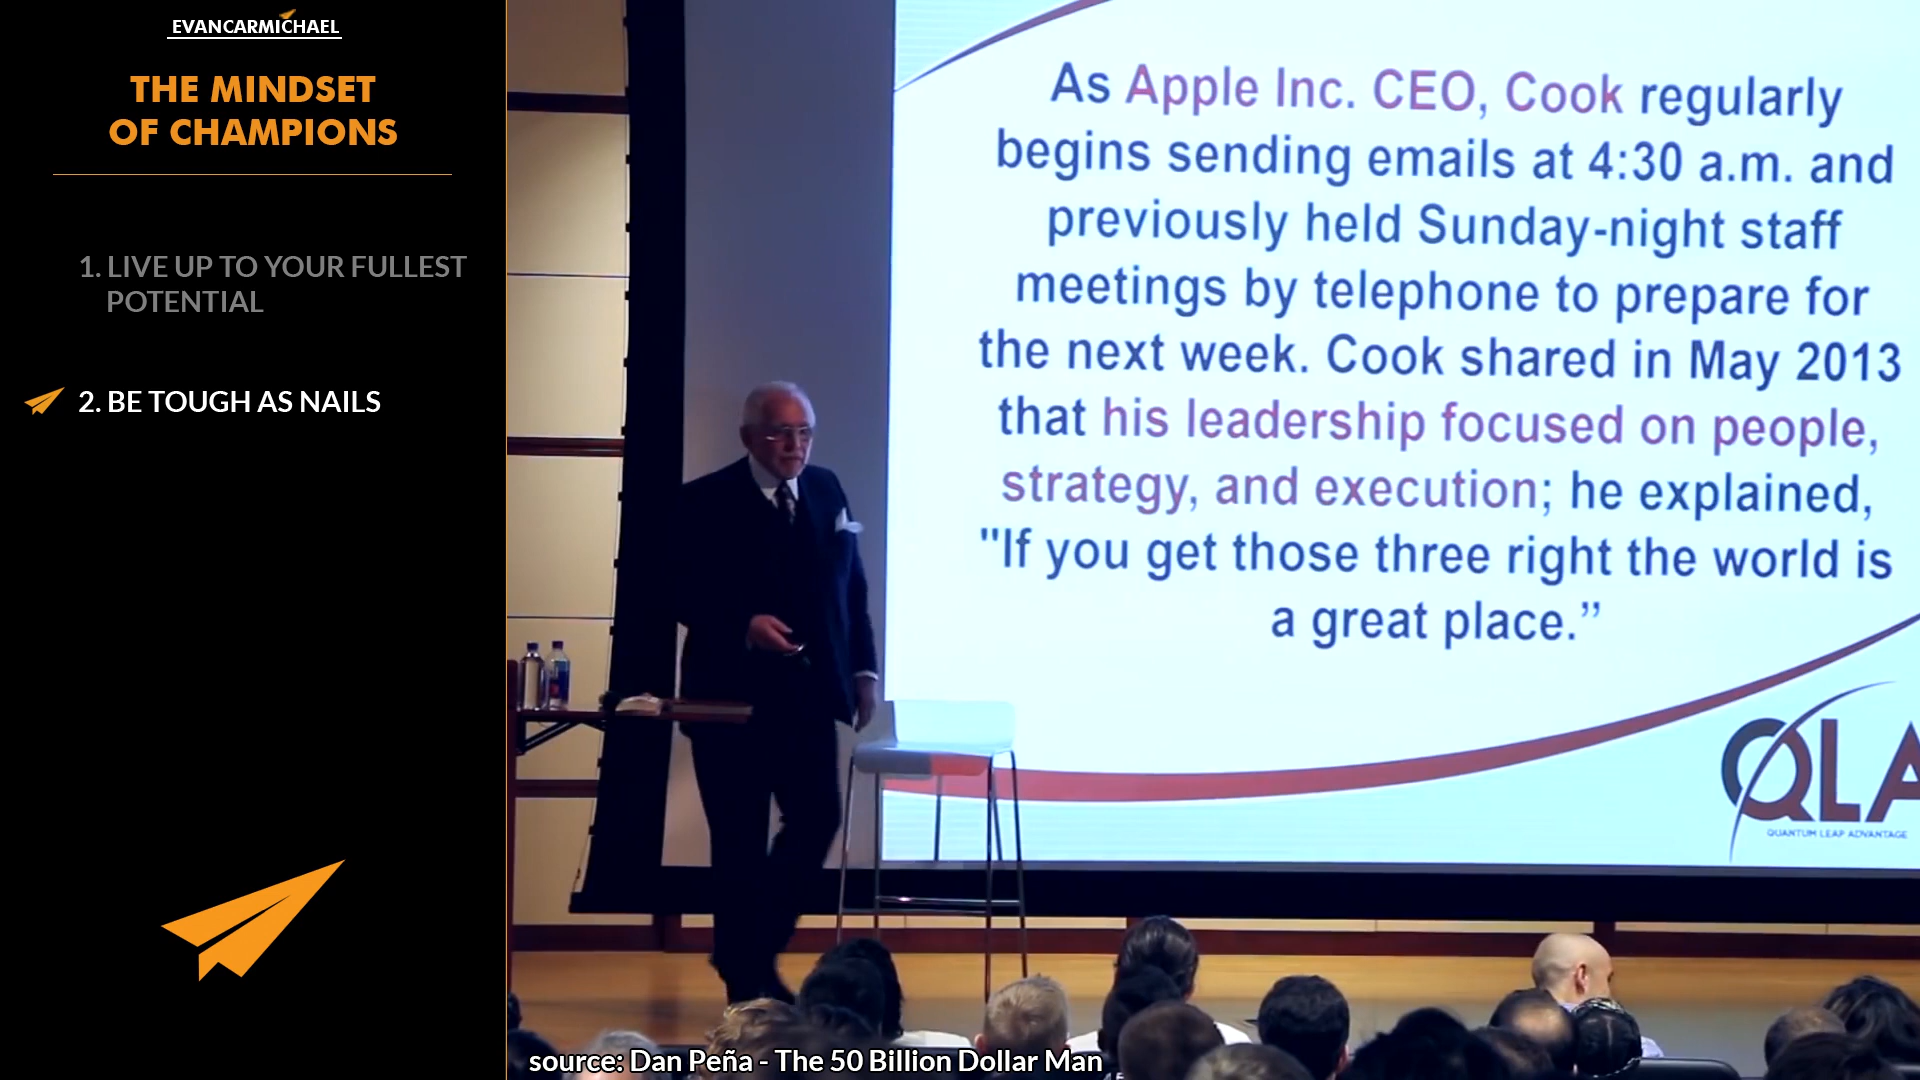 EVANCARMICHAEL
THE MINDSET
OF CHAMPIONS
1. LIVE UP TO YOUR FULLEST
POTENTIAL
2. BE TOUGH AS NAILS
As Apple Inc. CEO, Cook regularly
begins sending emails at 4:30 a.m. and
previously held Sunday-night staff
meetings by telephone to prepare for
the next week. Cook shared in May 2013
that his leadership focused on people,
strategy, and execution; he explained,
"If you get those three right the world is
a great place.”
QLA
QUANTUM LEAP ADVANTAGE
source: Dan Peña - The 50 Billion Dollar Man